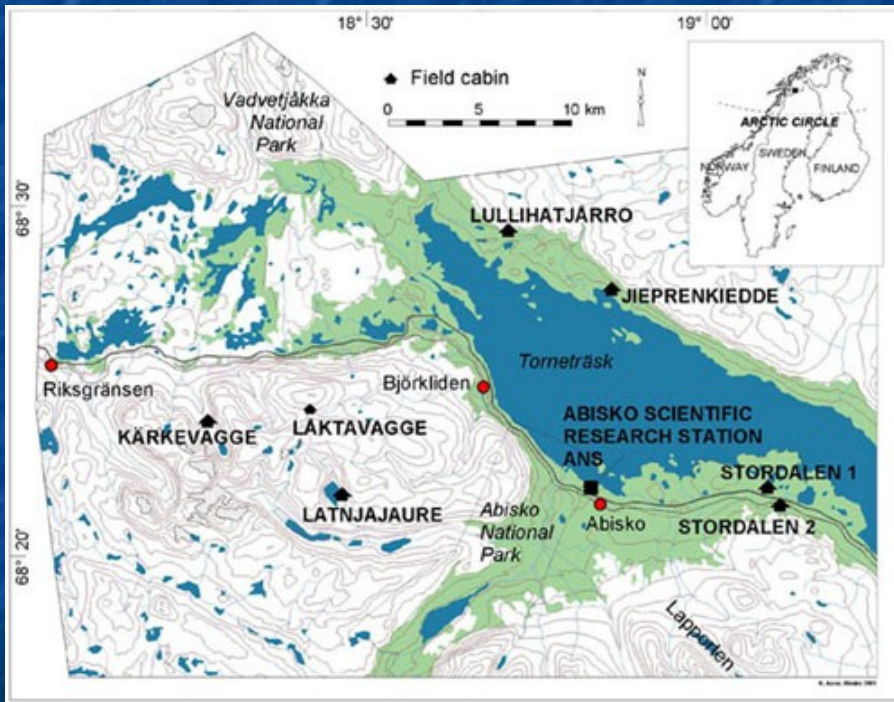 18° 30
19° 00
Field cabin
0 5 10 km
N
Vadvetjåkka
National
Park
ARCTIC CIRCLE
NORWAY
SWEDEN
FINLAND
68° 30
LULLIHATJÅRRO
JIEPRENKIEDDE
Torneträsk
Riksgränsen
Björkliden
KÄRKEVAGGE
LÄKTAVAGGE
ABISKO SCIENTIFIC
RESEARCH STATION
ANS
STORDALEN 1
LATNJAJAURE
Abisko
National
Park
Abisko
STORDALEN 2
68° 20
Lapporten